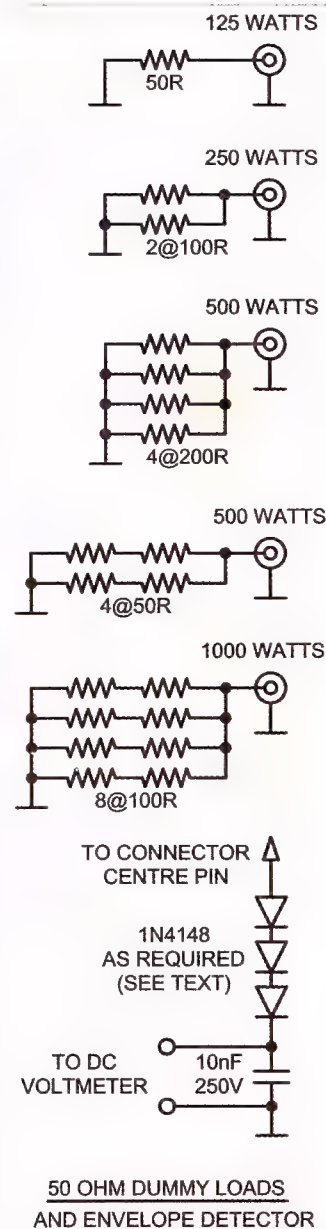 125 WATTS
50R
250 WATTS
2@100R
500 WATTS
4@200R
500 WATTS
4@50R
1000 WATTS
8@100R
TO CONNECTOR
CENTRE PIN
1N4148
AS REQUIRED
(SEE TEXT)
TO DC
VOLTMETER
10nF
250V
50 OHM DUMMY LOADS
AND ENVELOPE DETECTOR